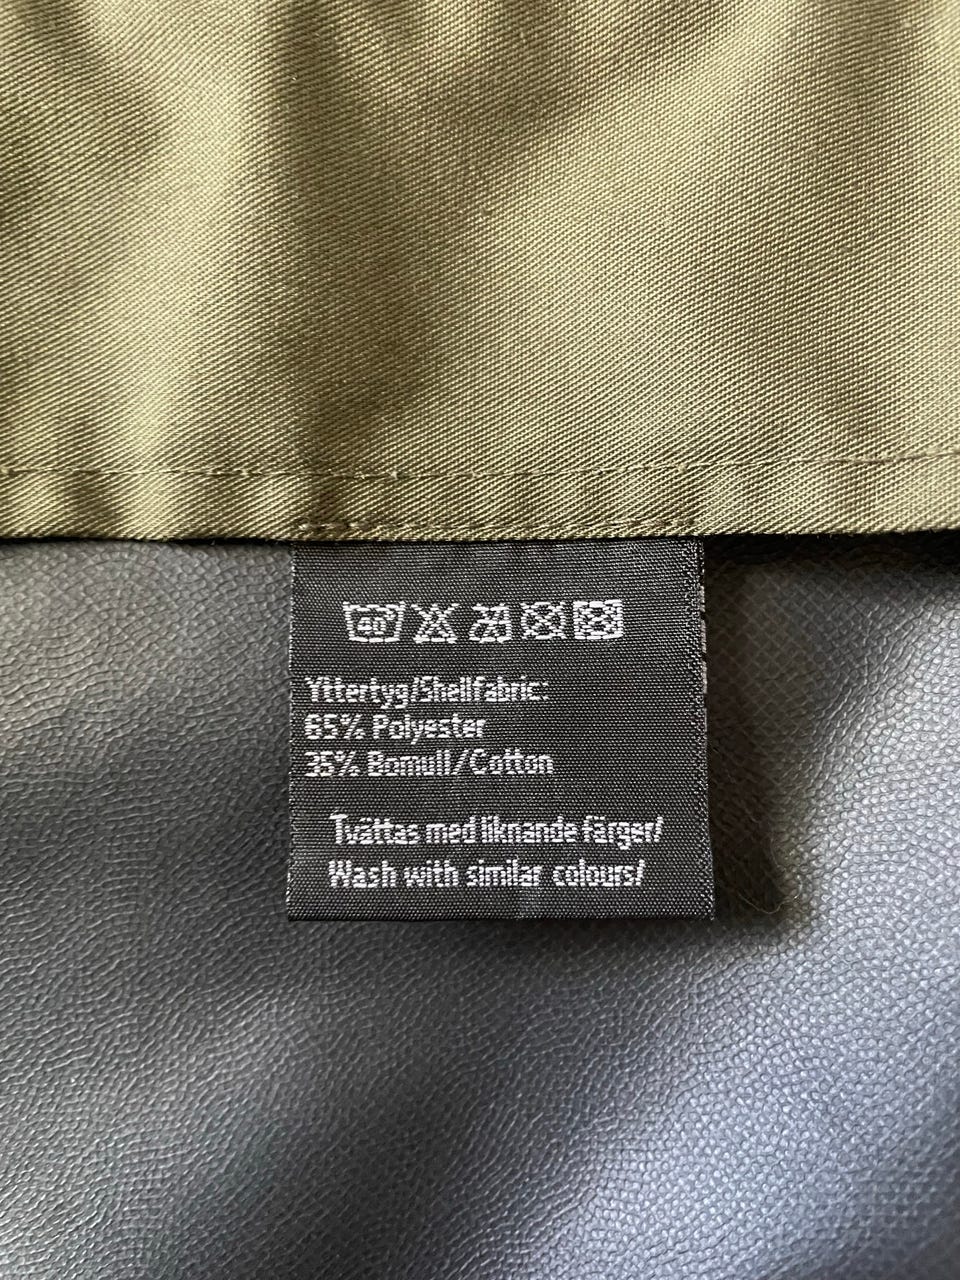 40
Yttertyg/Shellfabric:
65% Polyester
35% Bomull/Cotton
Tvättas med liknande färger/
Wash with similar colours/